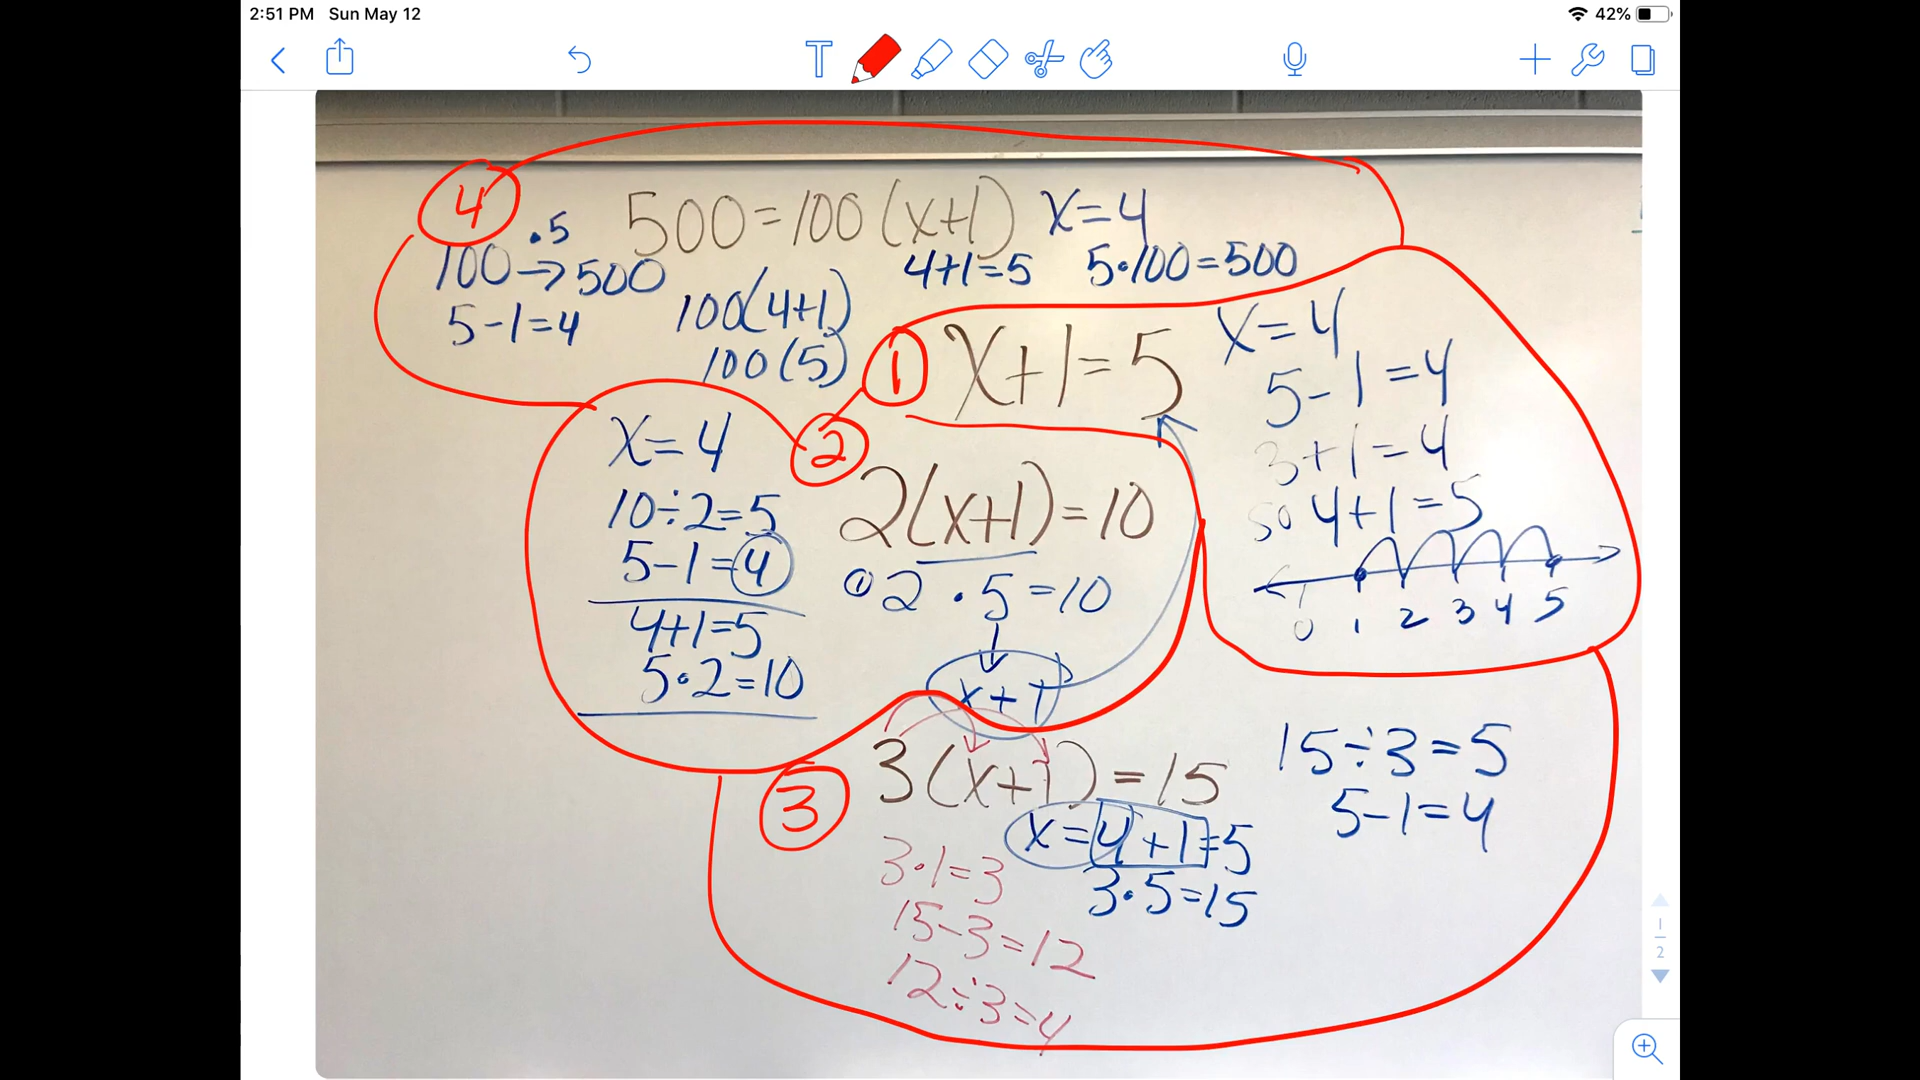 2:51 PM Sun May 12
42%
T
4
500=100(x+1) x=4
·5
100→500
5-1=4
100(4+1)
100(5)
4+1=5 5·100=500
1
x+1=5
x=4
5-1=4
3+1=4
so 4+1=5
0 1 2 3 4 5
2
2(x+1)=10
① 2·5=10
x+1
x=4
10÷2=5
5-1=4
4+1=5
5·2=10
3
3(x+1)=15
x=4+1=5
3·5=15
3·1=3
15-3=12
12÷3=4
15÷3=5
5-1=4
1
2